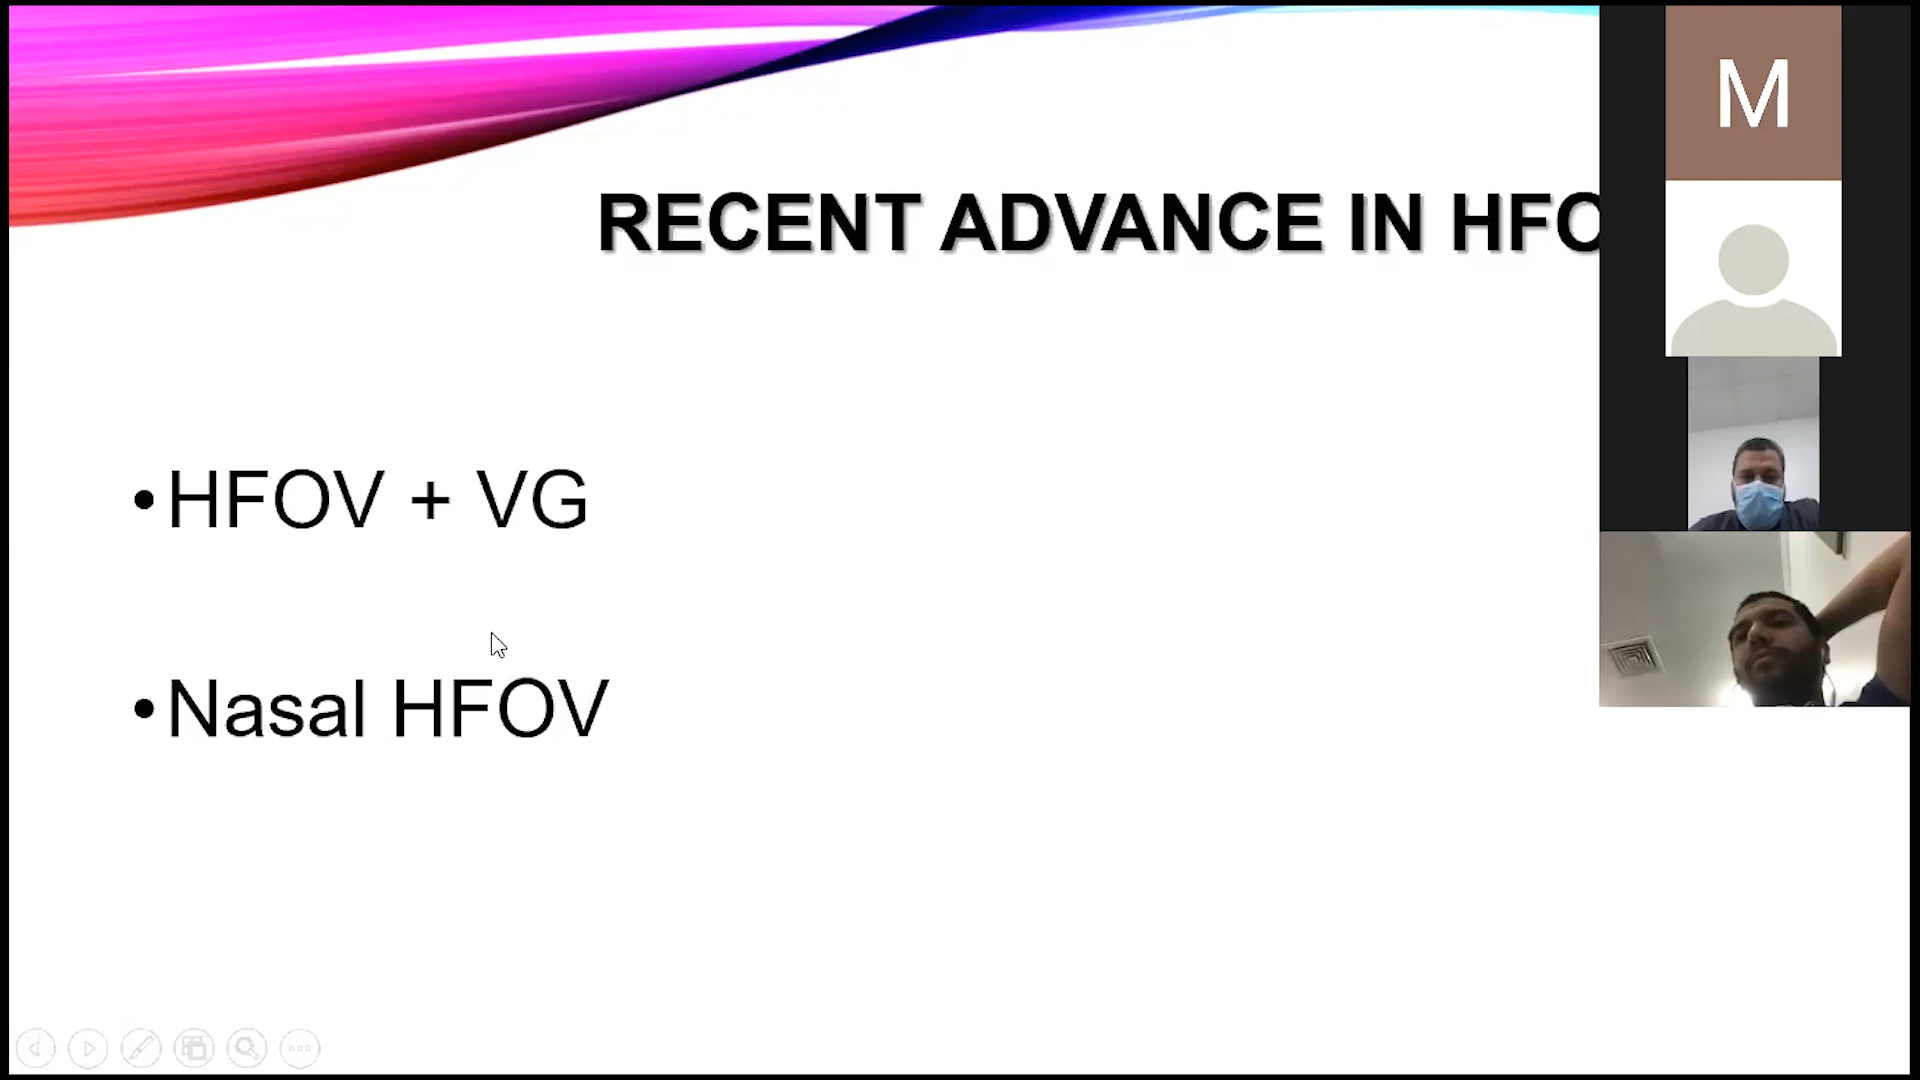 M
RECENT ADVANCE IN HFO
•HFOV + VG
•Nasal HFOV